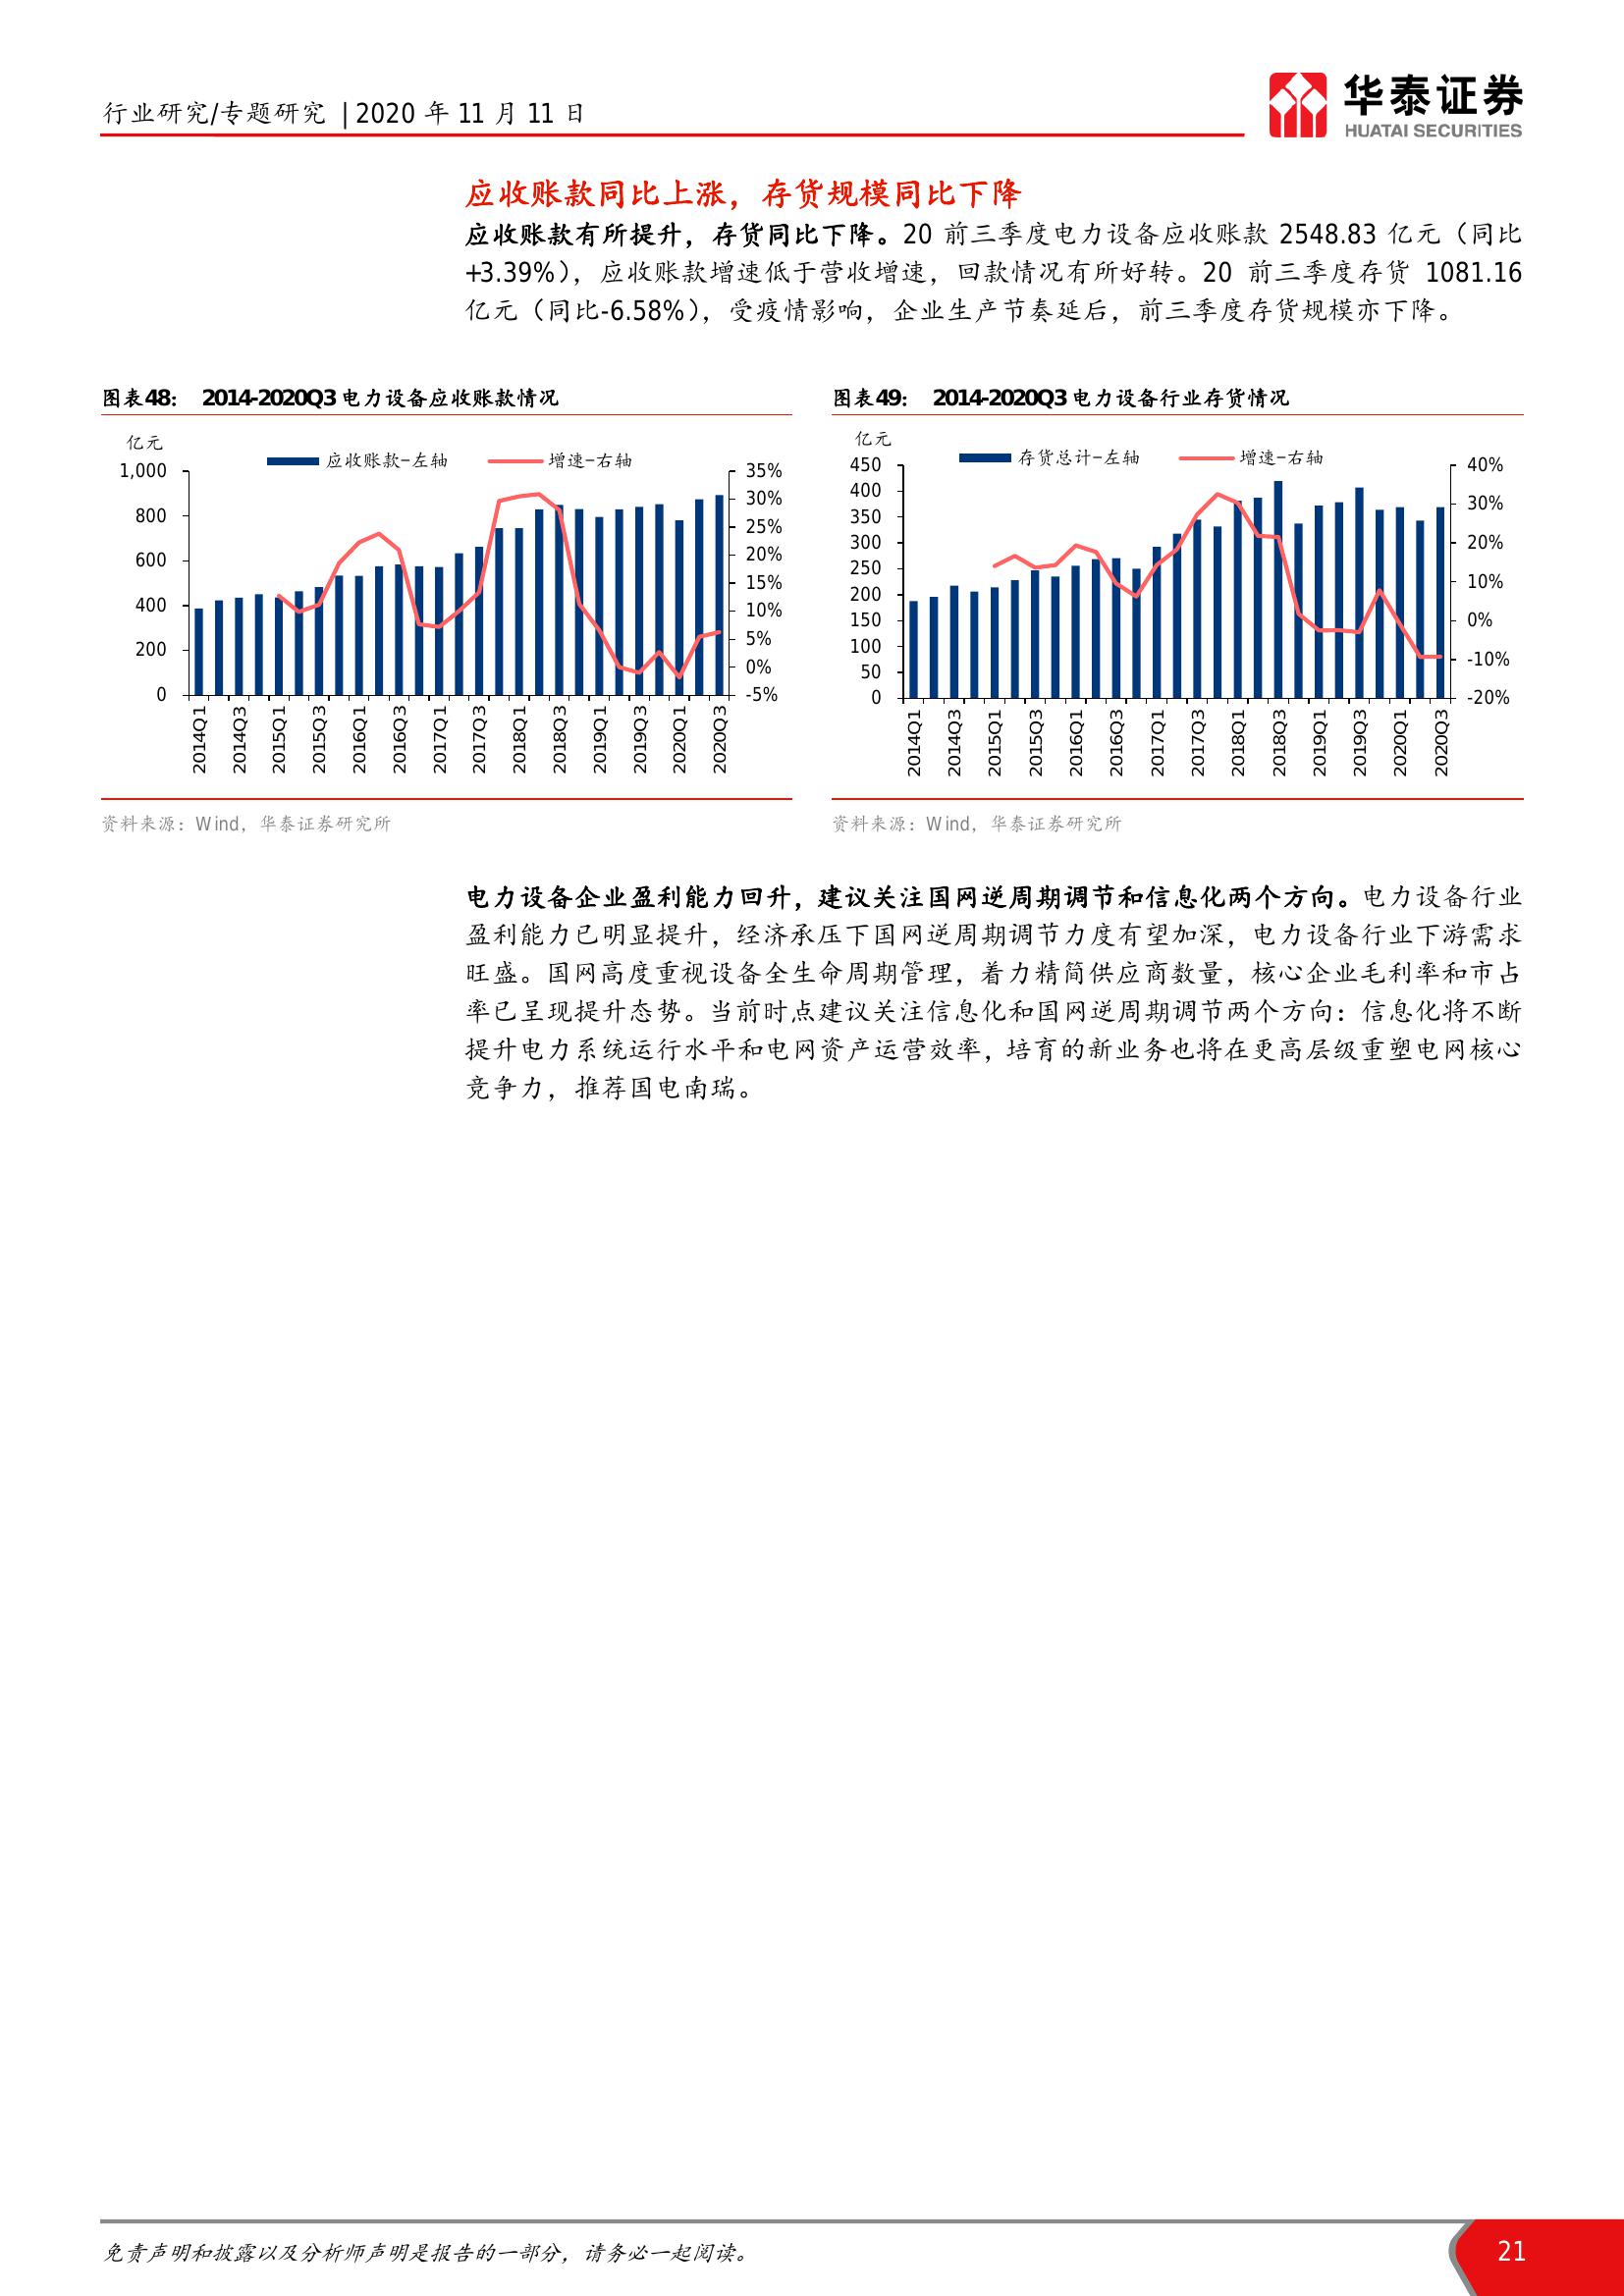 行业研究/专题研究 | 2020 年 11 月 11 日
华泰证券
HUATAI SECURITIES
应收账款同比上涨，存货规模同比下降
应收账款有所提升，存货同比下降。20 前三季度电力设备应收账款 2548.83 亿元（同比
+3.39%），应收账款增速低于营收增速，回款情况有所好转。20 前三季度存货 1081.16
亿元（同比-6.58%），受疫情影响，企业生产节奏延后，前三季度存货规模亦下降。
图表48： 2014-2020Q3 电力设备应收账款情况
亿元
应收账款-左轴 增速-右轴
1,000
800
600
400
200
0
35%
30%
25%
20%
15%
10%
5%
0%
-5%
2014Q1
2014Q3
2015Q1
2015Q3
2016Q1
2016Q3
2017Q1
2017Q3
2018Q1
2018Q3
2019Q1
2019Q3
2020Q1
2020Q3
资料来源：Wind，华泰证券研究所
图表49： 2014-2020Q3 电力设备行业存货情况
亿元
存货总计-左轴 增速-右轴
450
400
350
300
250
200
150
100
50
0
40%
30%
20%
10%
0%
-10%
-20%
2014Q1
2014Q3
2015Q1
2015Q3
2016Q1
2016Q3
2017Q1
2017Q3
2018Q1
2018Q3
2019Q1
2019Q3
2020Q1
2020Q3
资料来源：Wind，华泰证券研究所
电力设备企业盈利能力回升，建议关注国网逆周期调节和信息化两个方向。电力设备行业
盈利能力已明显提升，经济承压下国网逆周期调节力度有望加深，电力设备行业下游需求
旺盛。国网高度重视设备全生命周期管理，着力精简供应商数量，核心企业毛利率和市占
率已呈现提升态势。当前时点建议关注信息化和国网逆周期调节两个方向：信息化将不断
提升电力系统运行水平和电网资产运营效率，培育的新业务也将在更高层级重塑电网核心
竞争力，推荐国电南瑞。
免责声明和披露以及分析师声明是报告的一部分，请务必一起阅读。
21